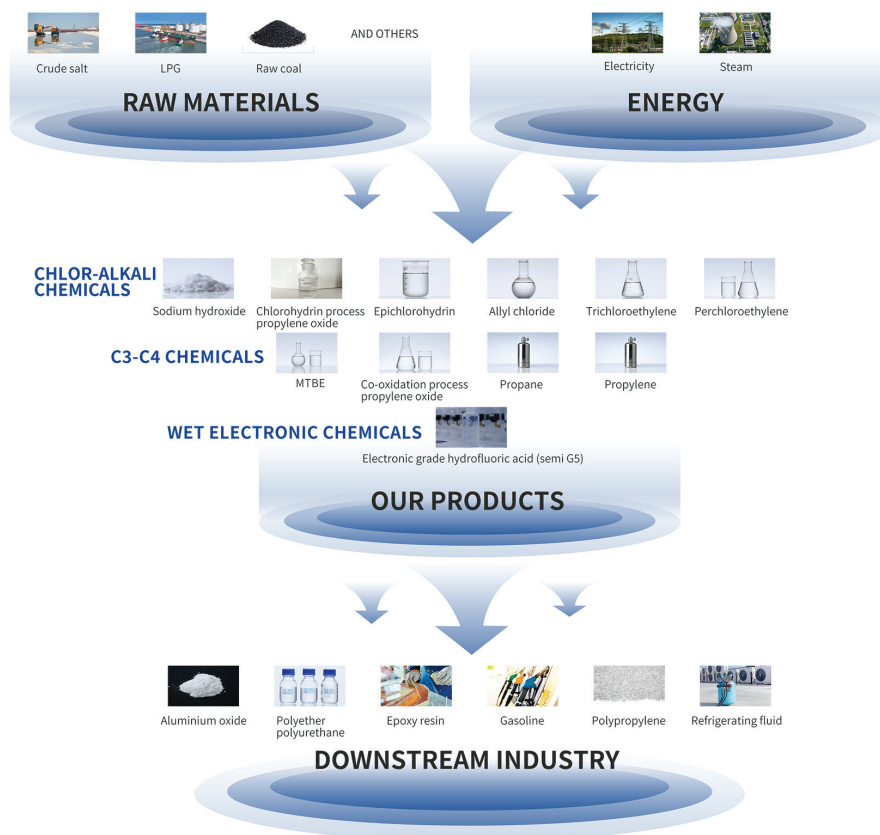 AND OTHERS
Crude salt
LPG
Raw coal
Electricity
Steam
RAW MATERIALS
ENERGY
CHLOR-ALKALI
CHEMICALS
Sodium hydroxide
Chlorohydrin process
propylene oxide
Epichlorohydrin
Allyl chloride
Trichloroethylene
Perchloroethylene
C3-C4 CHEMICALS
MTBE
Co-oxidation process
propylene oxide
Propane
Propylene
WET ELECTRONIC CHEMICALS
Electronic grade hydrofluoric acid (semi G5)
OUR PRODUCTS
Aluminium oxide
Polyether
polyurethane
Epoxy resin
Gasoline
Polypropylene
Refrigerating fluid
DOWNSTREAM INDUSTRY